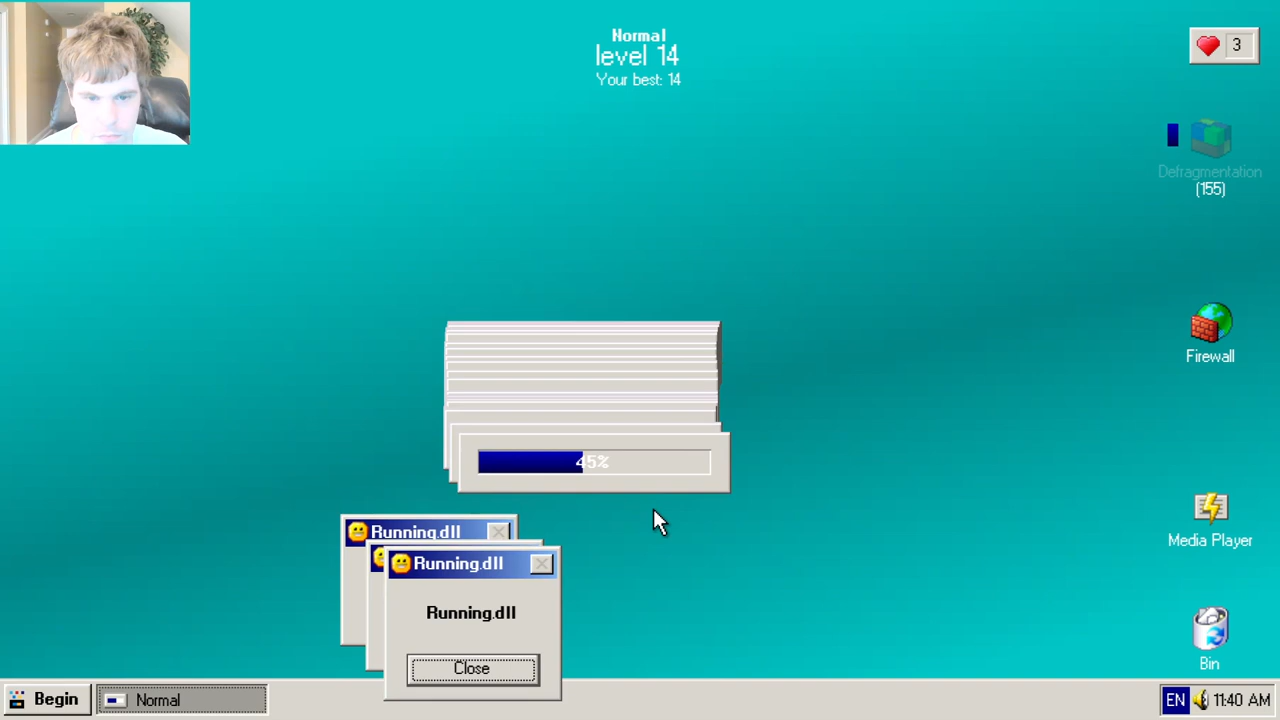 Normal
level 14
Your best: 14
3
Defragmentation
(155)
Firewall
45%
Media Player
Running.dll
Running.dll
Running.dll
Close
Bin
Begin
Normal
EN
11:40 AM